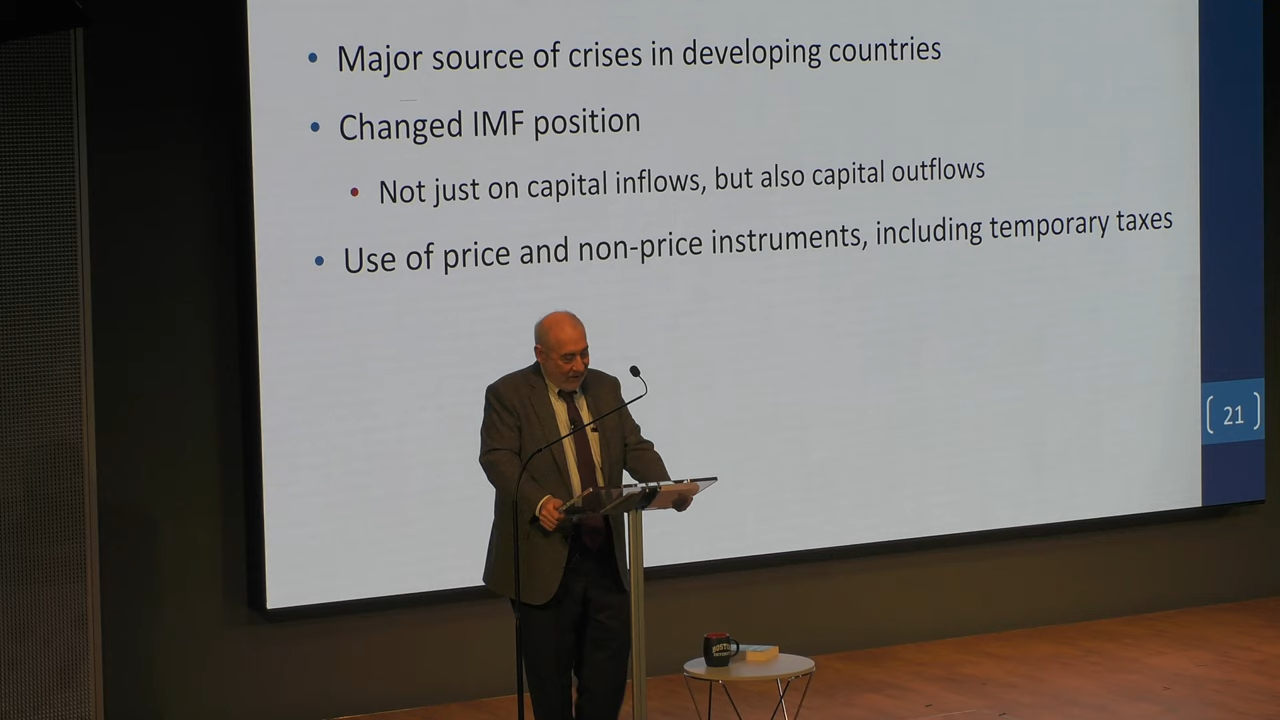 • Major source of crises in developing countries
• Changed IMF position
• Not just on capital inflows, but also capital outflows
• Use of price and non-price instruments, including temporary taxes
[ 21 ]
BOSTON